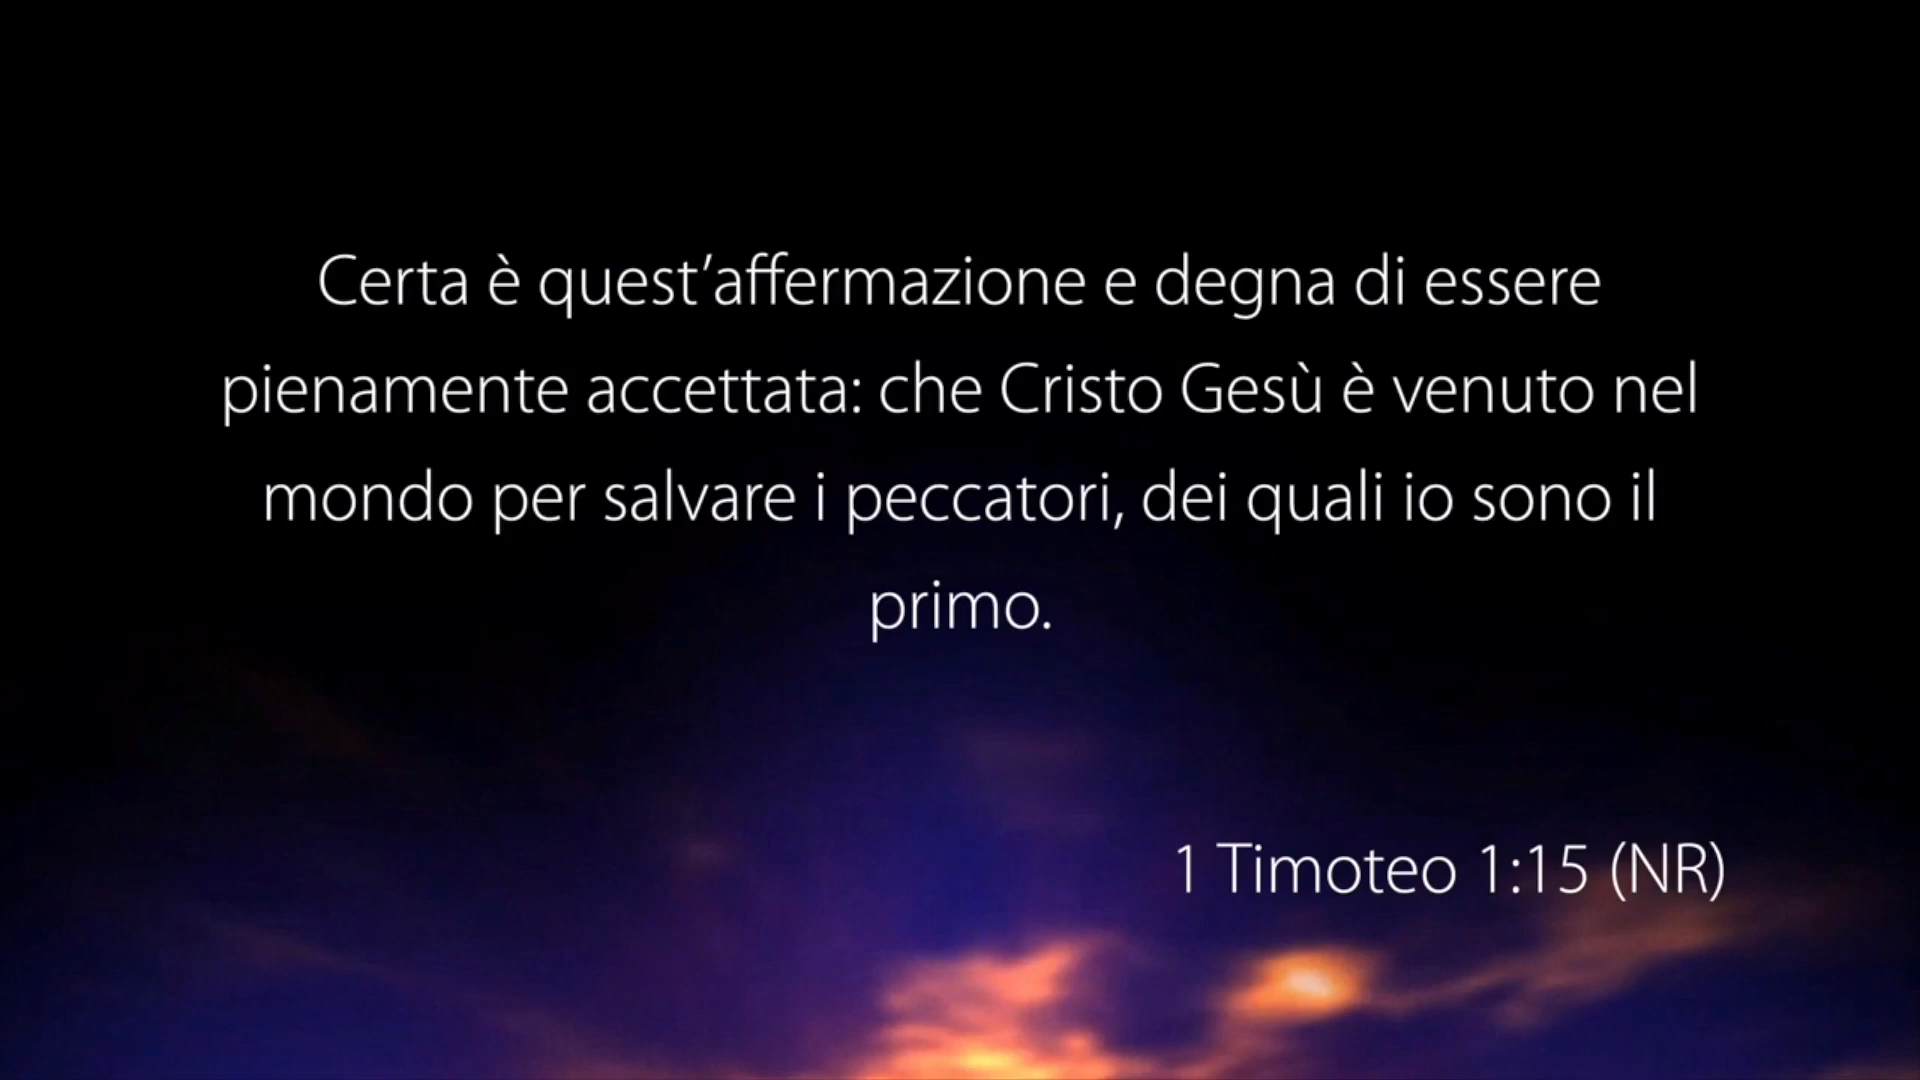 Certa è quest’affermazione e degna di essere
pienamente accettata: che Cristo Gesù è venuto nel
mondo per salvare i peccatori, dei quali io sono il
primo.
1 Timoteo 1:15 (NR)